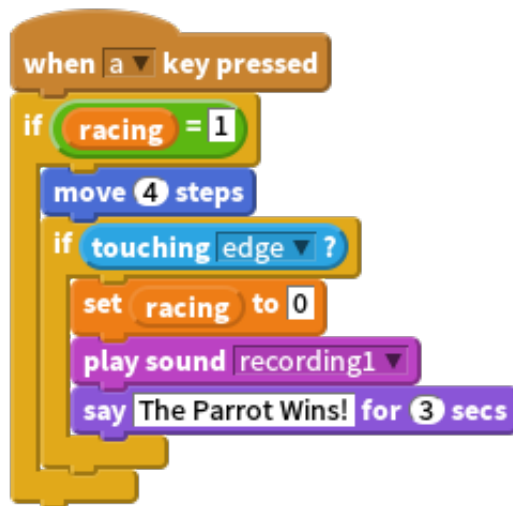 when a ▼ key pressed
if racing = 1
move 4 steps
if touching edge ▼ ?
set racing to 0
play sound recording1 ▼
say The Parrot Wins! for 3 secs